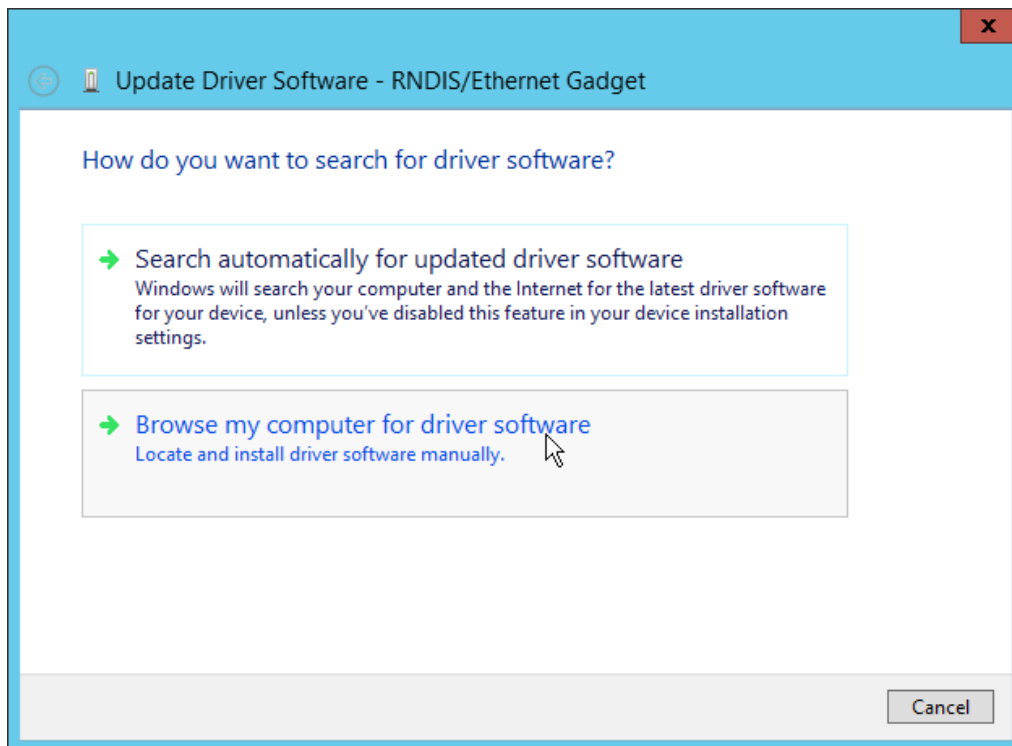 x
Update Driver Software - RNDIS/Ethernet Gadget
How do you want to search for driver software?
Search automatically for updated driver software
Windows will search your computer and the Internet for the latest driver software
for your device, unless you've disabled this feature in your device installation
settings.
Browse my computer for driver software
Locate and install driver software manually.
Cancel